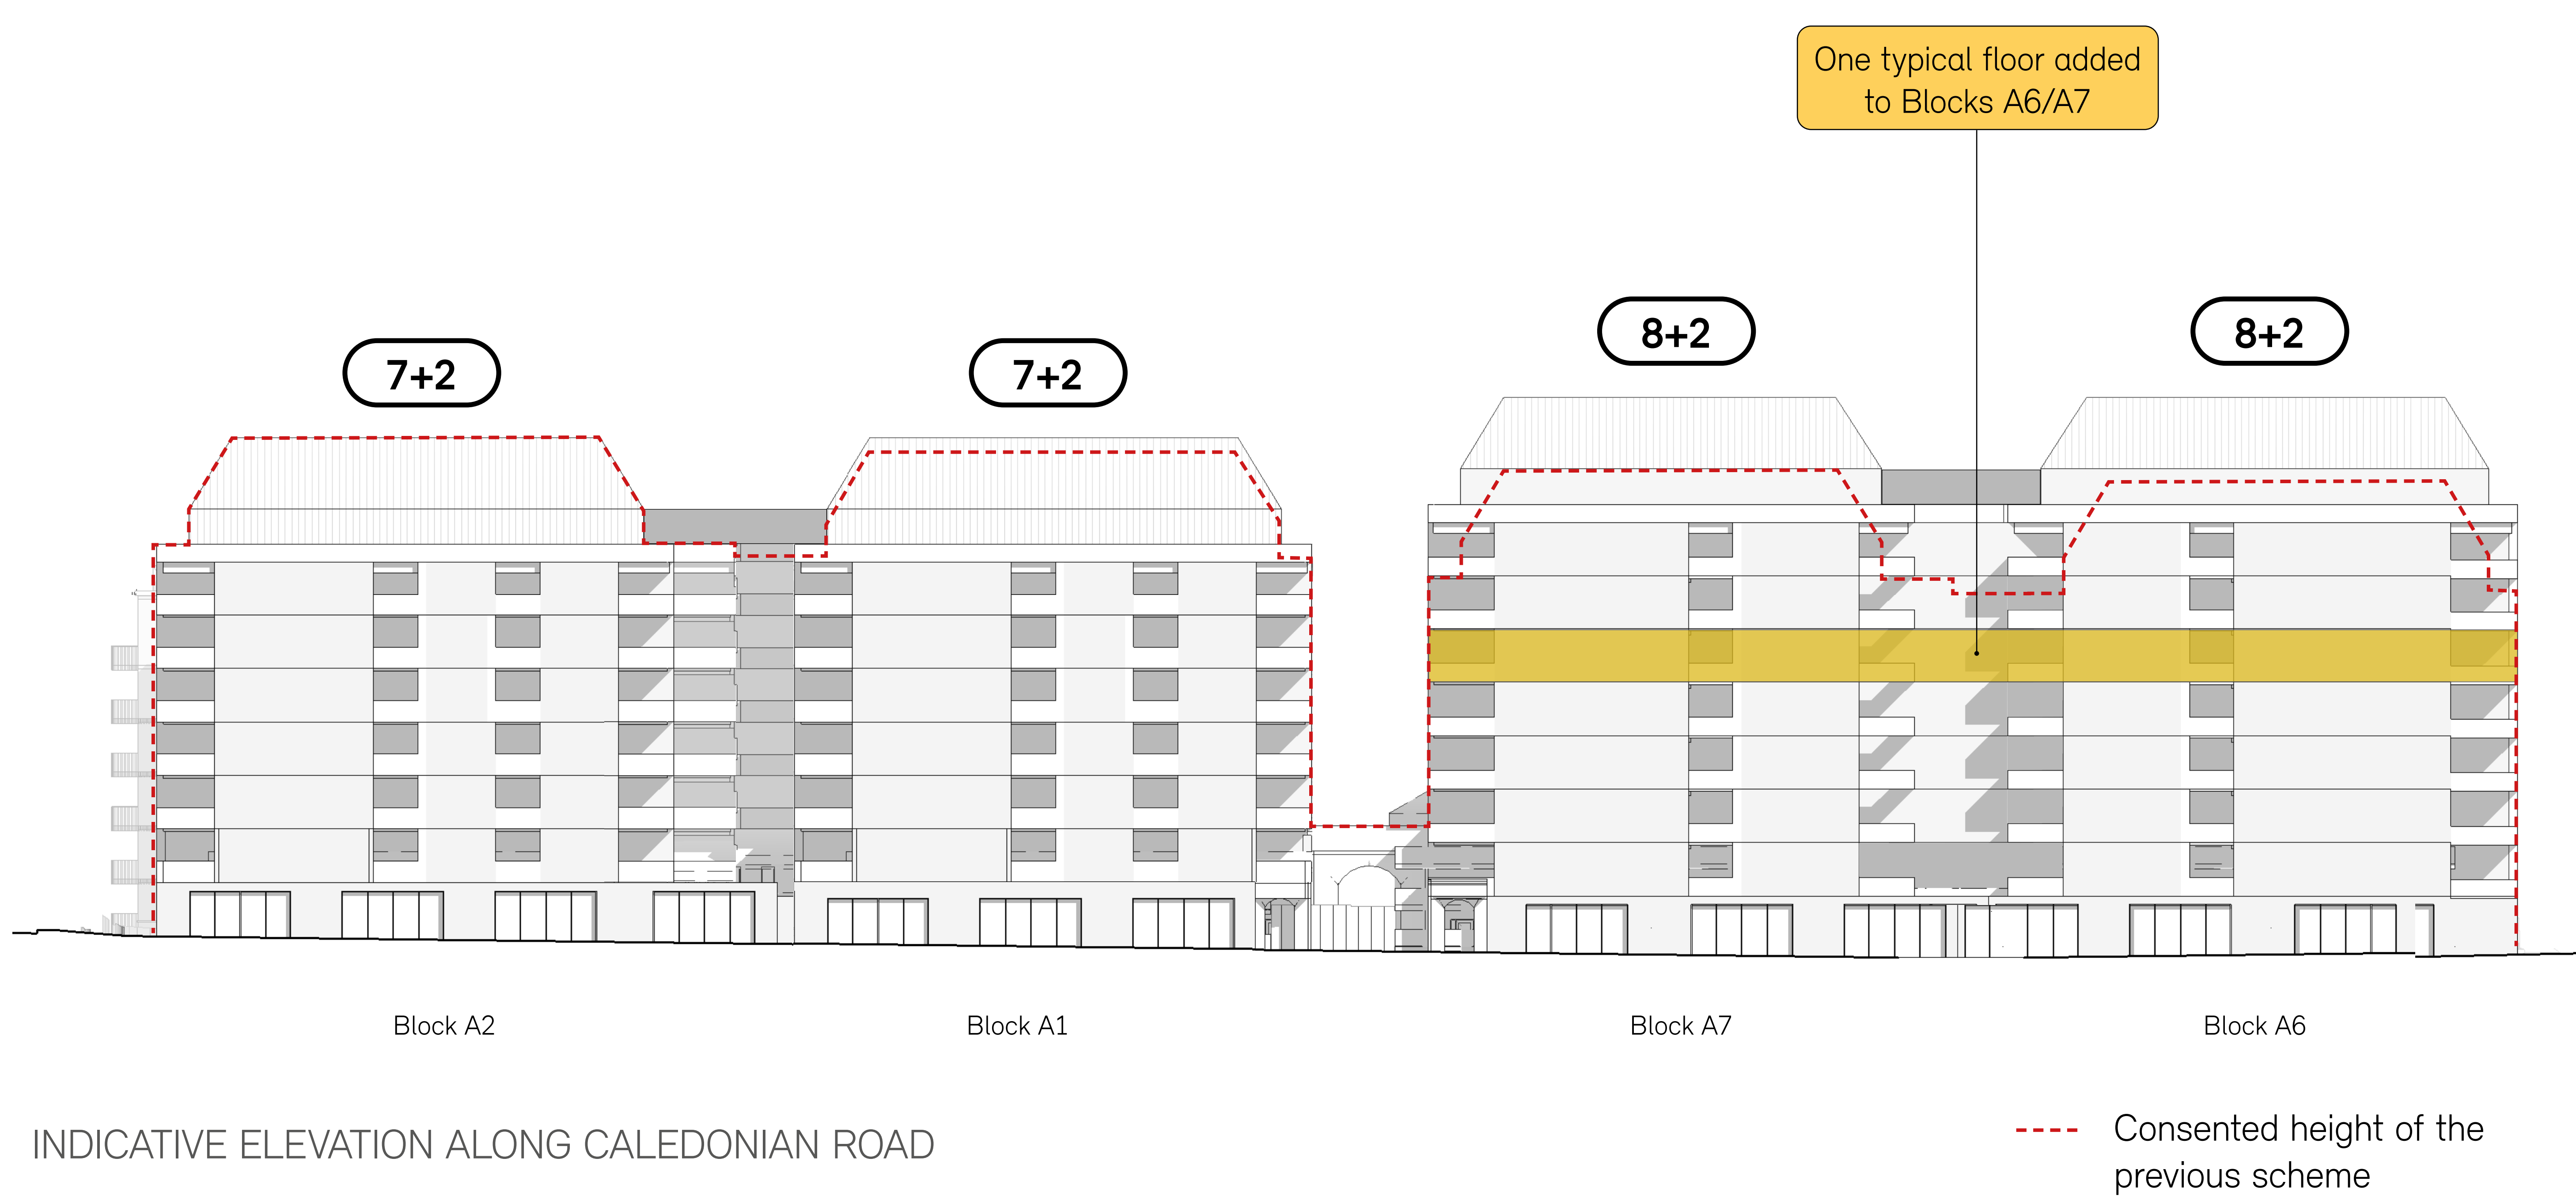 One typical floor added
to Blocks A6/A7
7+2
7+2
8+2
8+2
Block A2
Block A1
Block A7
Block A6
INDICATIVE ELEVATION ALONG CALEDONIAN ROAD
Consented height of the
previous scheme